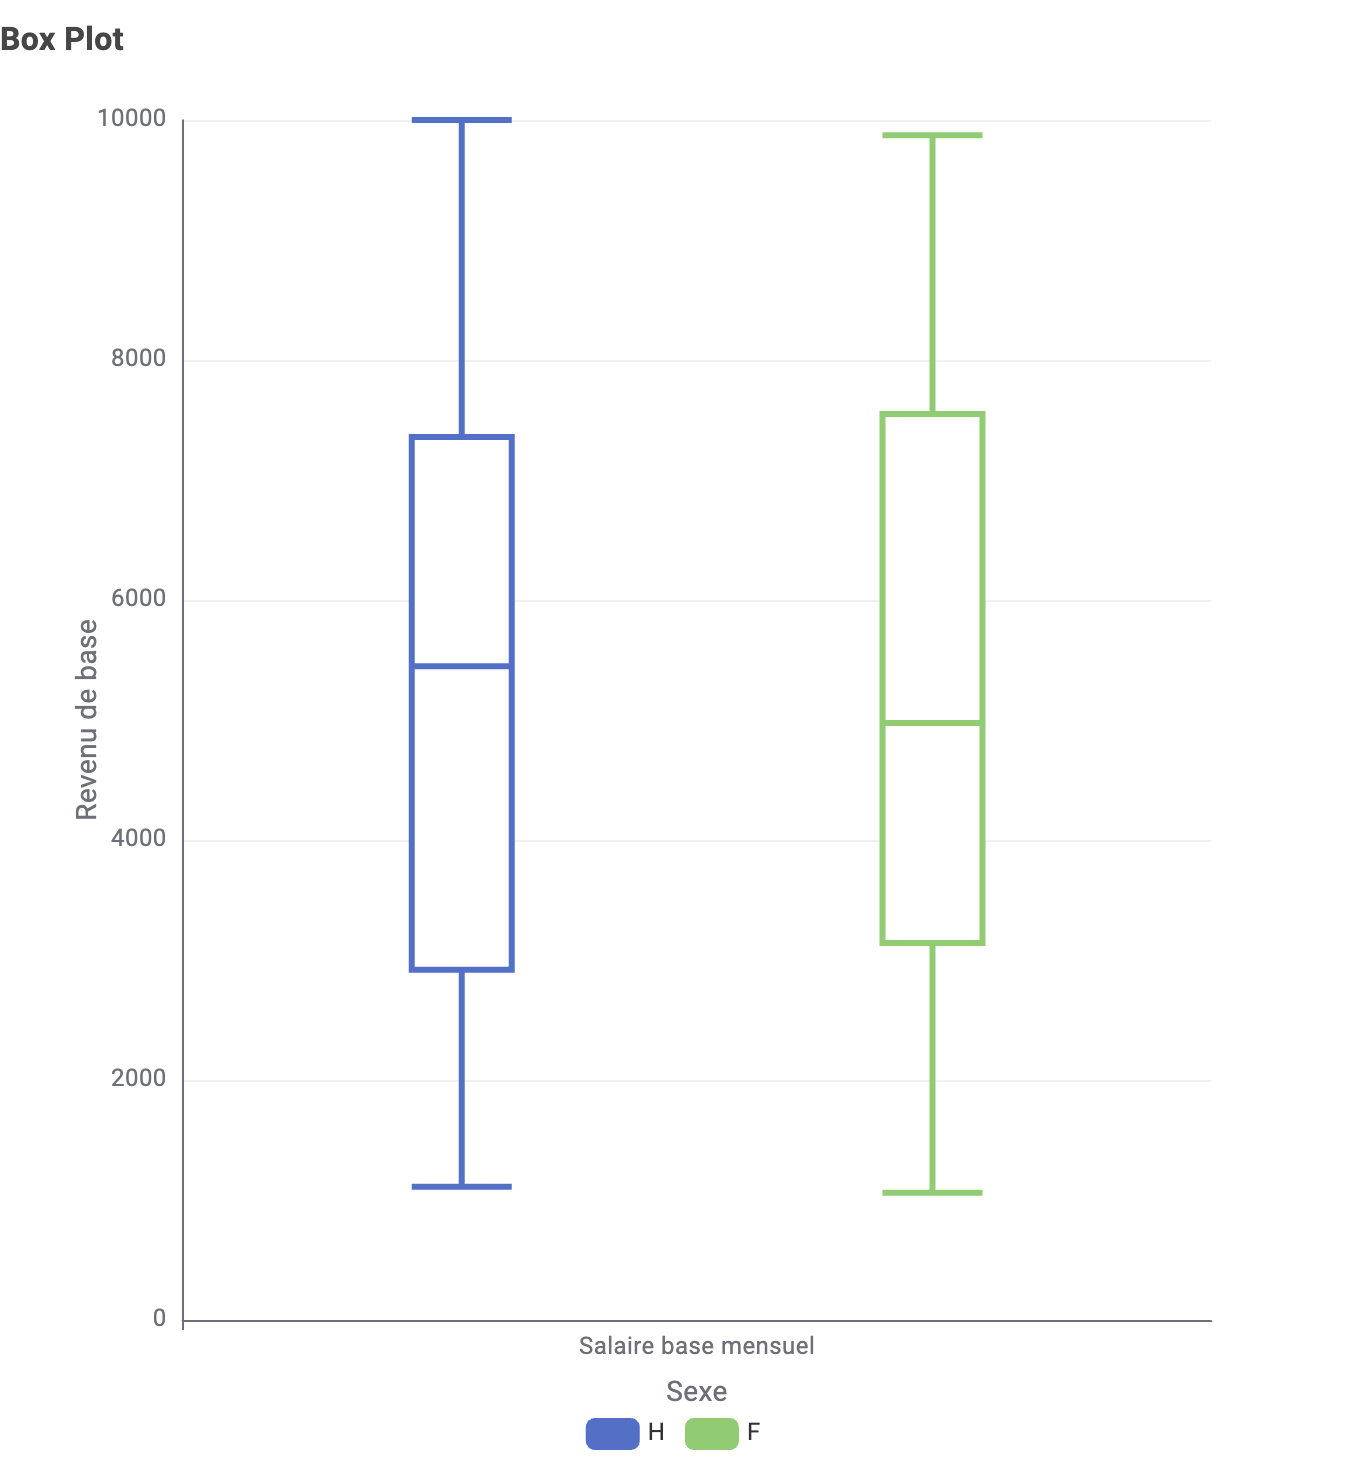 Box Plot
10000
8000
6000
4000
2000
0
Revenu de base
Salaire base mensuel
Sexe
H F